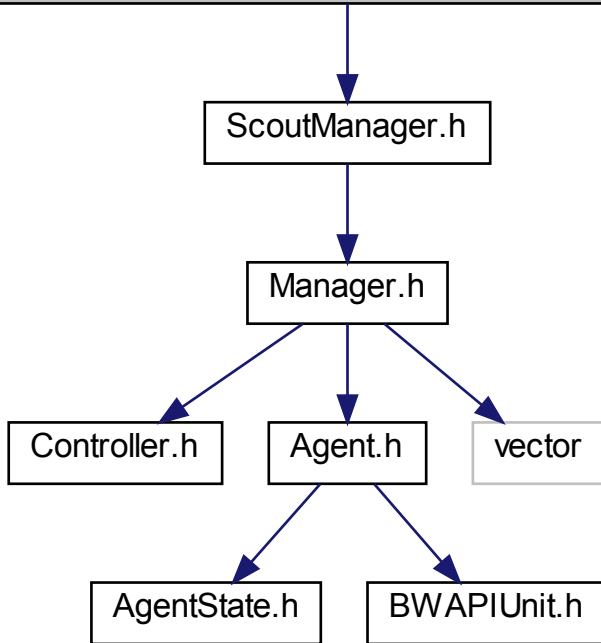 ScoutManager.h
Manager.h
Controller.h
Agent.h
vector
AgentState.h
BWAPIUnit.h